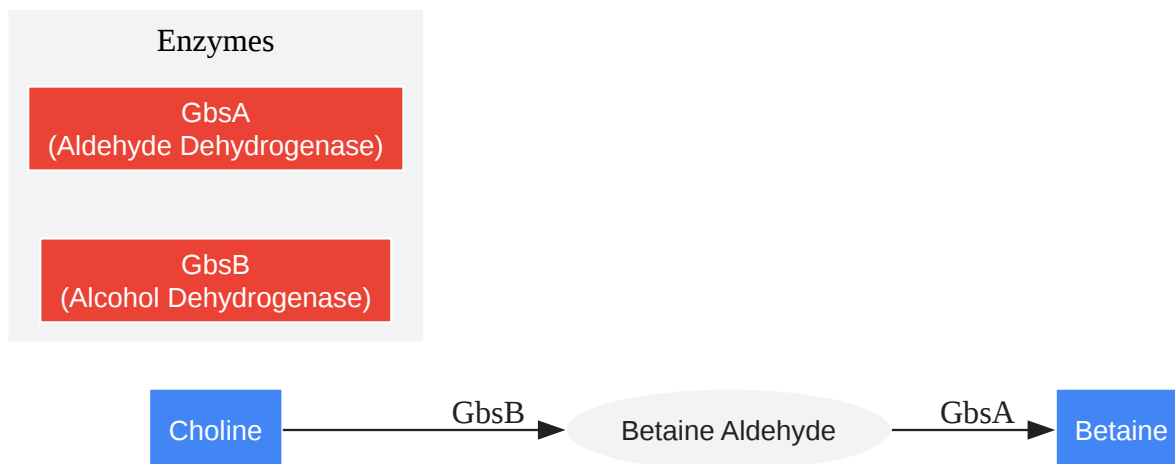 Enzymes
GbsA
(Aldehyde Dehydrogenase)
GbsB
(Alcohol Dehydrogenase)
Choline
GbsB
Betaine Aldehyde
GbsA
Betaine